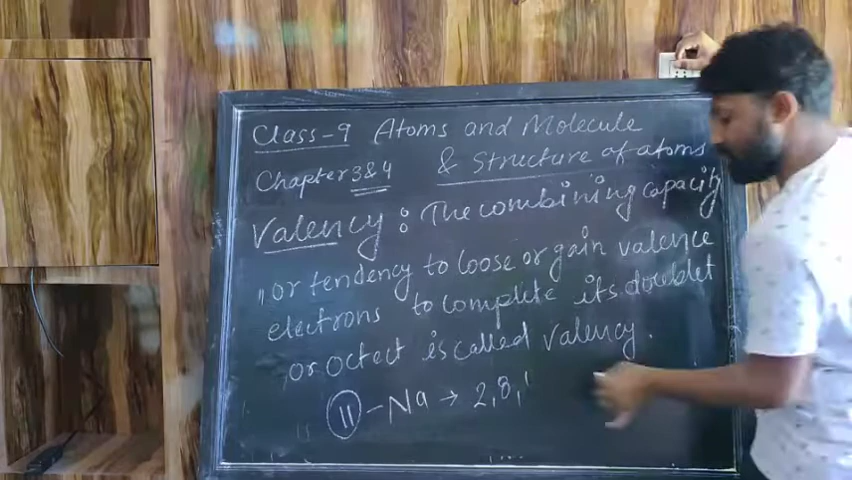 Class-9 Atoms and Molecule
Chapter 3&4 & Structure of atoms
Valency : The combining capacity
or tendency to loose or gain valence
electrons to complete its doublet
or octect is called valency.
11 - Na → 2,8,1